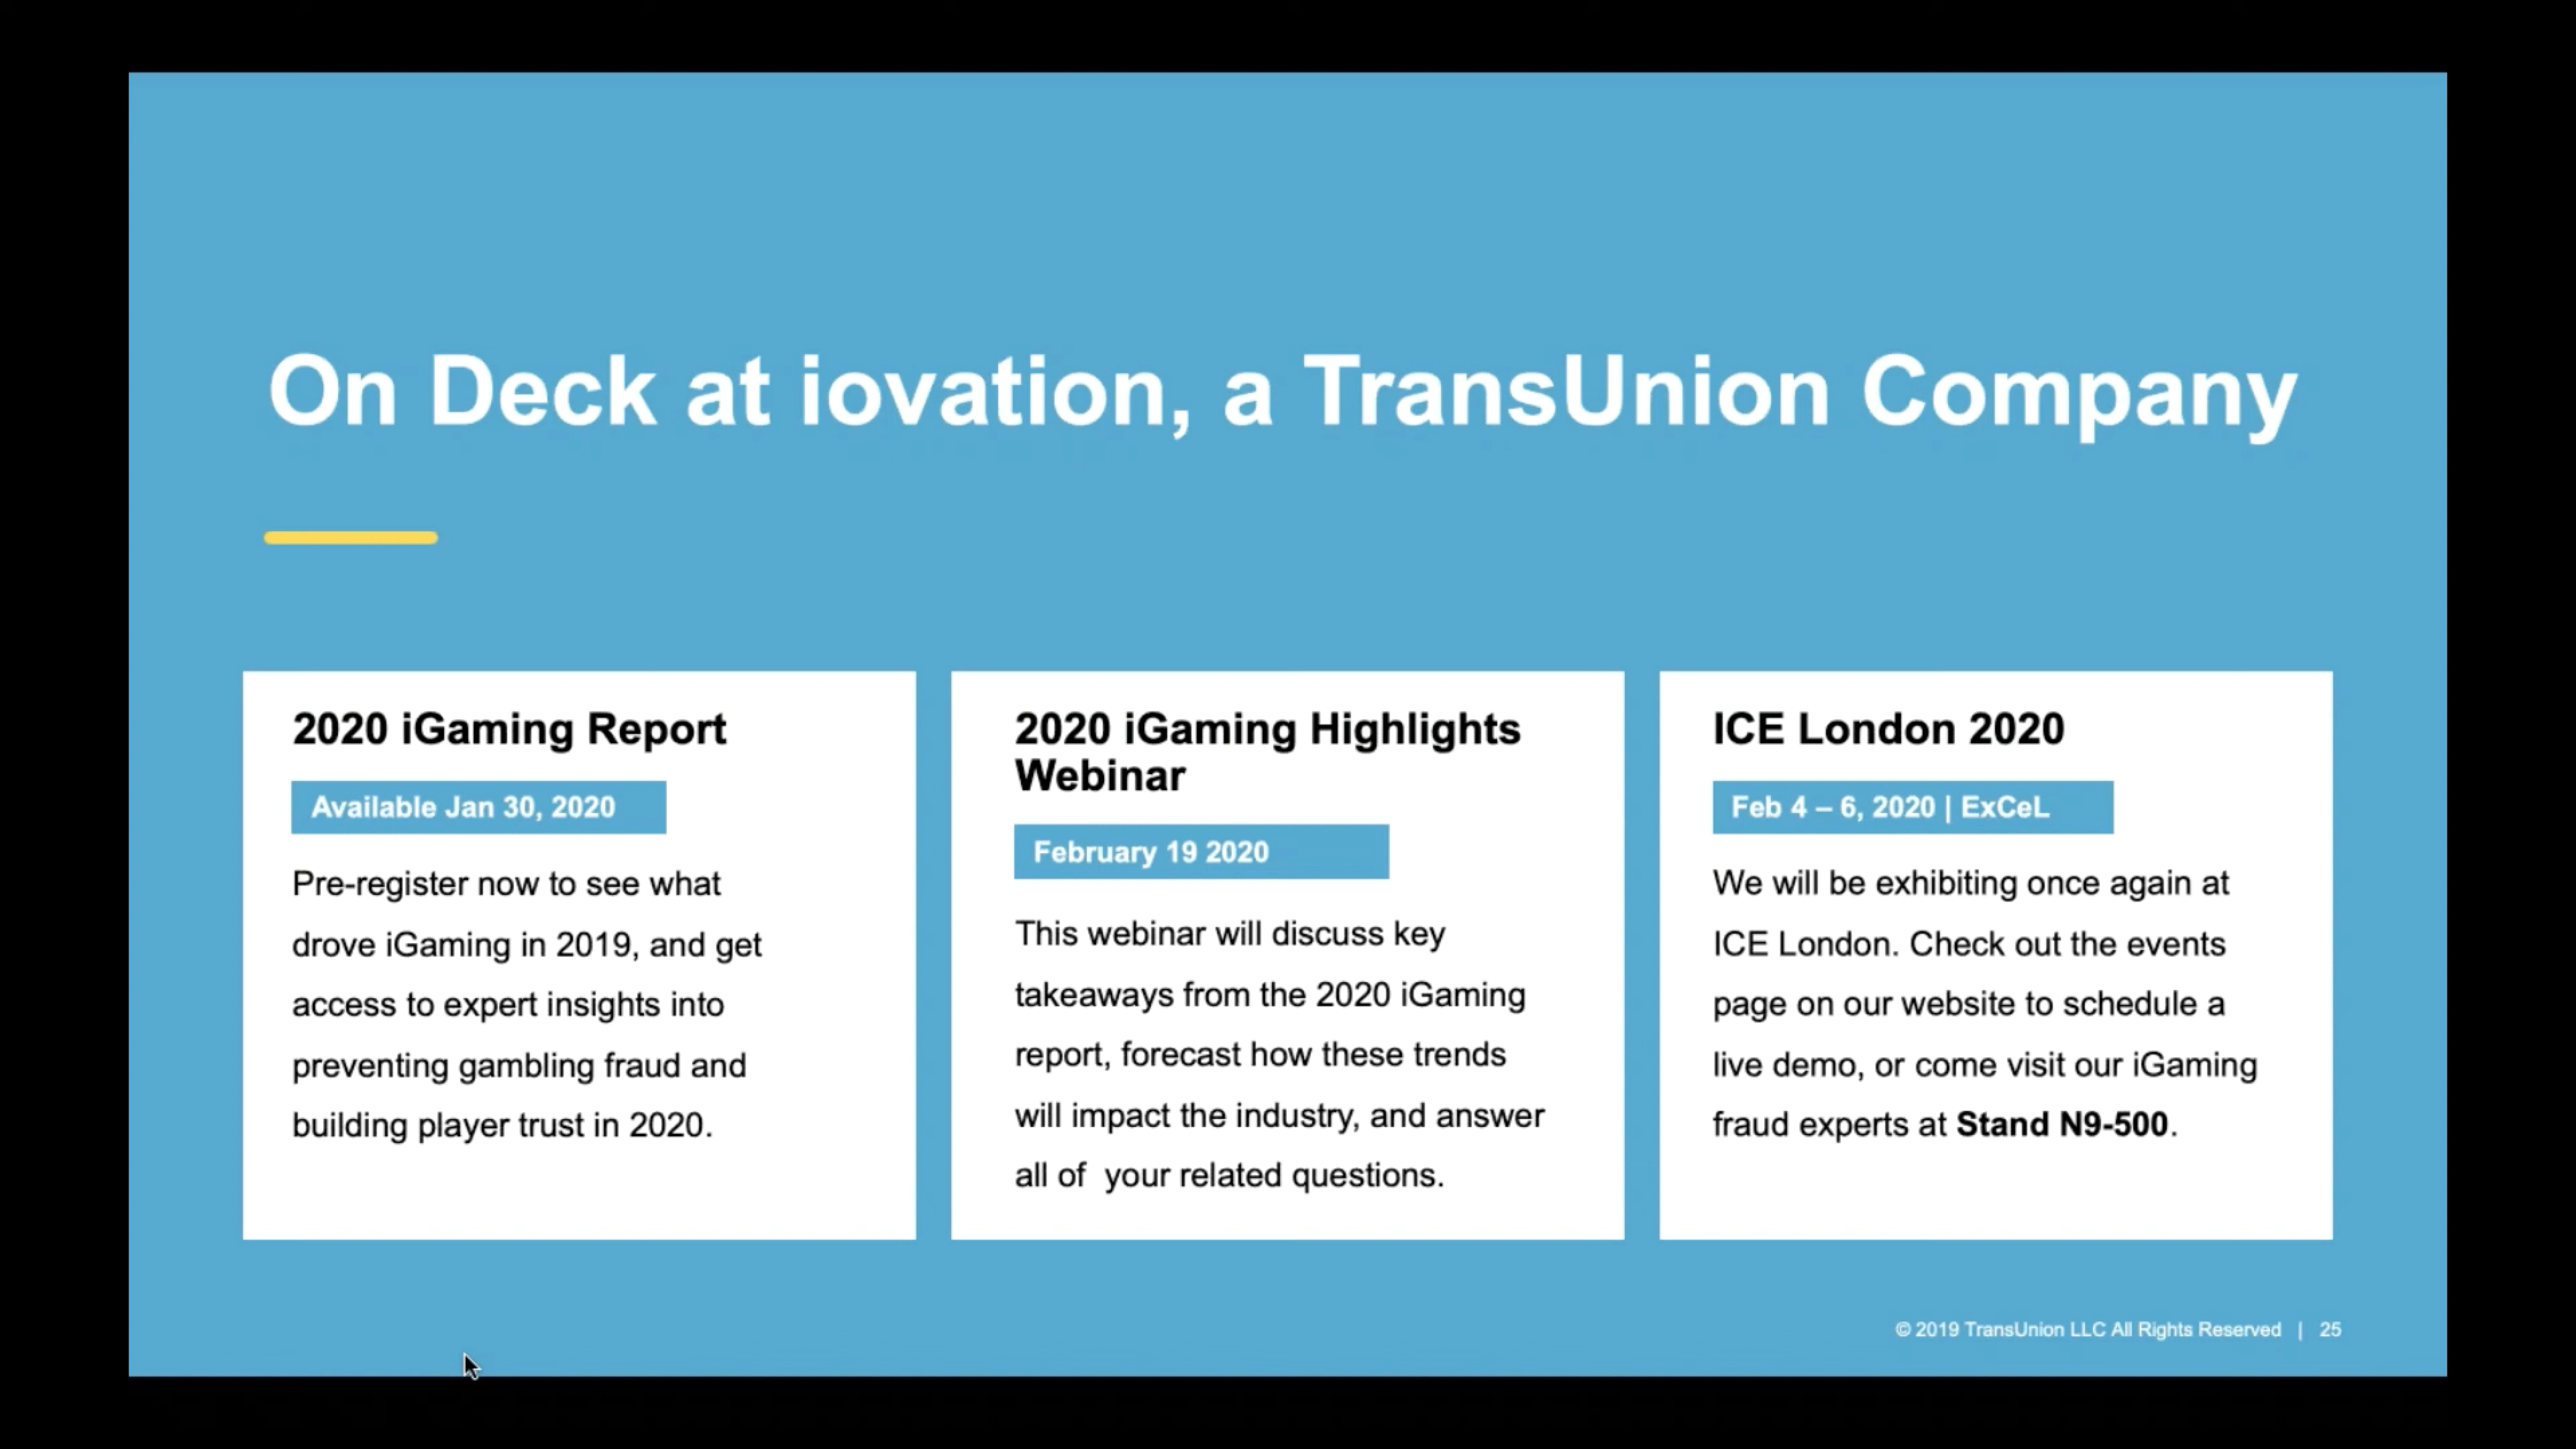 On Deck at iovation, a TransUnion Company
2020 iGaming Report
Available Jan 30, 2020
Pre-register now to see what
drove iGaming in 2019, and get
access to expert insights into
preventing gambling fraud and
building player trust in 2020.
2020 iGaming Highlights
Webinar
February 19 2020
This webinar will discuss key
takeaways from the 2020 iGaming
report, forecast how these trends
will impact the industry, and answer
all of  your related questions.
ICE London 2020
Feb 4 – 6, 2020 | ExCeL
We will be exhibiting once again at
ICE London. Check out the events
page on our website to schedule a
live demo, or come visit our iGaming
fraud experts at Stand N9-500.
© 2019 TransUnion LLC All Rights Reserved | 25